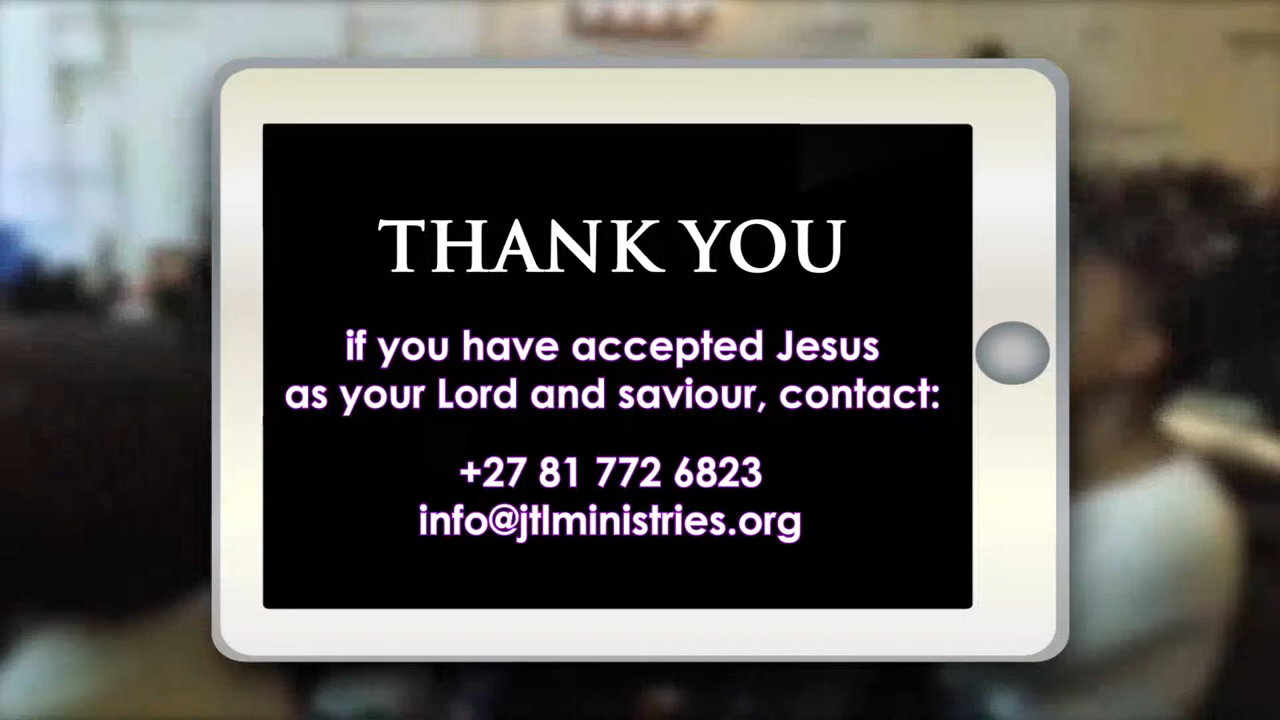 THANK YOU
if you have accepted Jesus
as your Lord and saviour, contact:
+27 81 772 6823
info@jtlministries.org